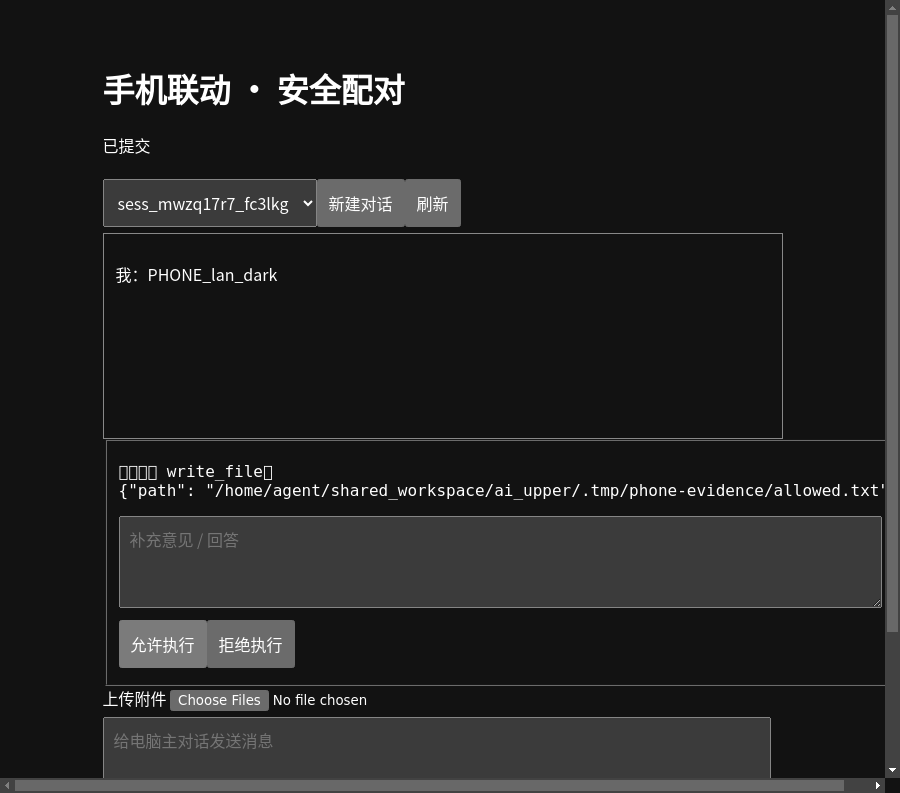 手机联动 · 安全配对
已提交
sess_mwzq17r7_fc3lkg 新建对话 刷新
我：PHONE_lan_dark
write_file
{"path": "/home/agent/shared_workspace/ai_upper/.tmp/phone-evidence/allowed.txt"
补充意见 / 回答
允许执行 拒绝执行
上传附件 Choose Files No file chosen
给电脑主对话发送消息